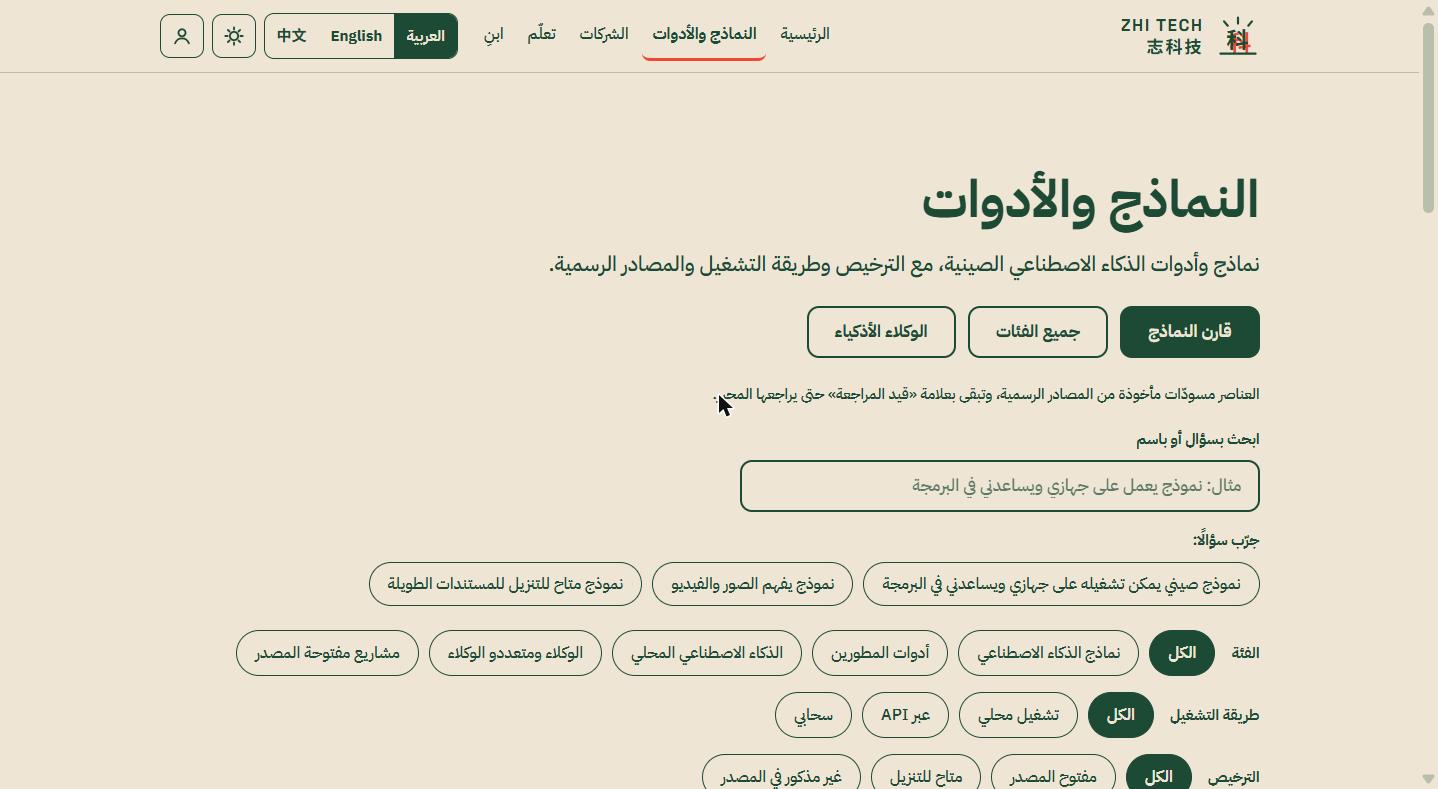 ZHI TECH
志科技
科
الرئيسية
النماذج والأدوات
الشركات
تعلّم
ابنِ
العربية
English
中文
النماذج والأدوات
نماذج وأدوات الذكاء الاصطناعي الصينية، مع الترخيص وطريقة التشغيل والمصادر الرسمية.
قارن النماذج
جميع الفئات
الوكلاء الأذكياء
العناصر مسودّات مأخوذة من المصادر الرسمية، وتبقى بعلامة «قيد المراجعة» حتى يراجعها
ابحث بسؤال أو باسم
مثال: نموذج يعمل على جهازي ويساعدني في البرمجة
جرّب سؤالًا:
نموذج صيني يمكن تشغيله على جهازي ويساعدني في البرمجة
نموذج يفهم الصور والفيديو
نموذج متاح للتنزيل للمستندات الطويلة
الفئة
الكل
نماذج الذكاء الاصطناعي
أدوات المطورين
الذكاء الاصطناعي المحلي
الوكلاء ومتعددو الوكلاء
مشاريع مفتوحة المصدر
طريقة التشغيل
الكل
تشغيل محلي
عبر API
سحابي
الترخيص
الكل
مفتوح المصدر
متاح للتنزيل
غير مذكور في المصدر